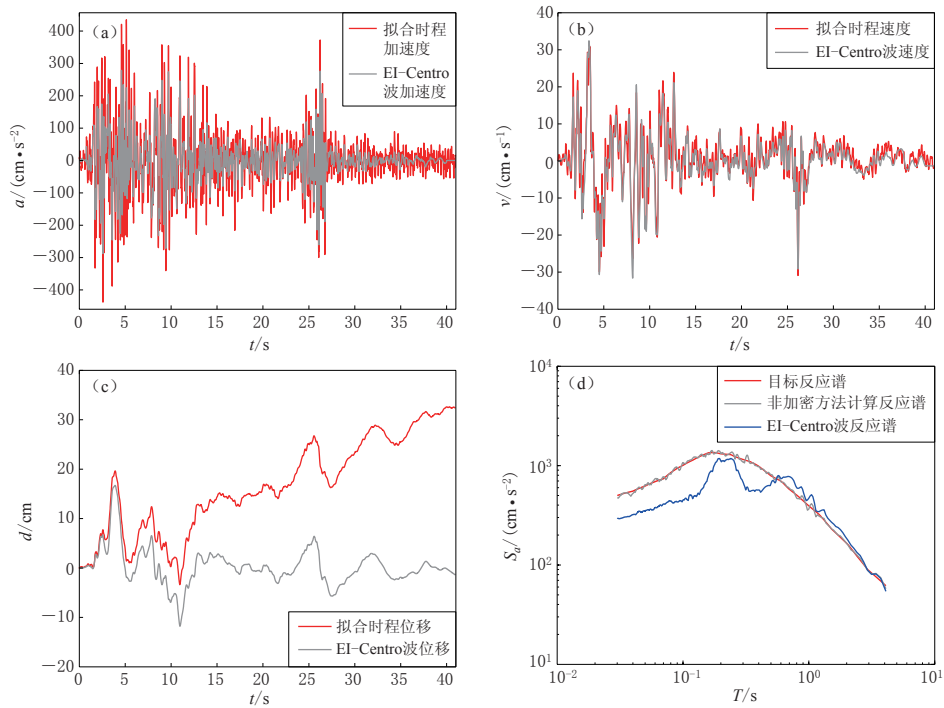 (a)
拟合时程
加速度
EI-Centro
波加速度
400
300
200
100
0
-100
-200
-300
-400
a/(cm•s⁻²)
0 5 10 15 20 25 30 35 40
t/s
(b)
拟合时程速度
EI-Centro波速度
40
30
20
10
0
-10
-20
-30
-40
v/(cm•s⁻¹)
0 5 10 15 20 25 30 35 40
t/s
(c)
40
30
20
10
0
-10
-20
d/cm
拟合时程位移
EI-Centro波位移
0 5 10 15 20 25 30 35 40
t/s
(d)
目标反应谱
非加密方法计算反应谱
EI-Centro波反应谱
10⁴
10³
10²
10¹
Sₐ/(cm•s⁻²)
10⁻² 10⁻¹ 10⁰ 10¹
T/s